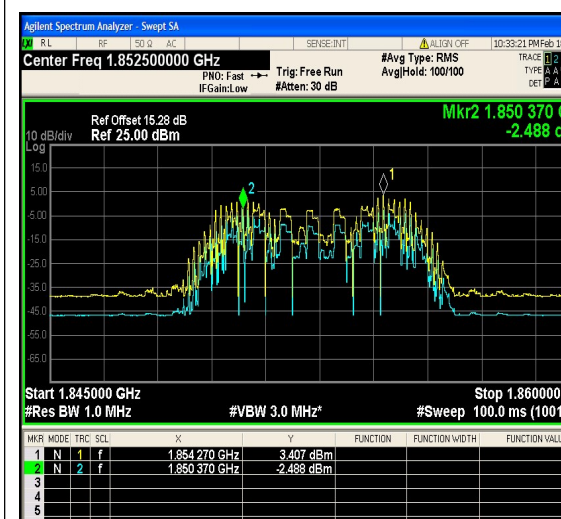 Agilent Spectrum Analyzer - Swept SA
RL RF 50 Ω AC SENSE:INT ALIGN OFF 10:33:21 PM Feb 1
Center Freq 1.852500000 GHz #Avg Type: RMS TRACE 1 2
PNO: Fast Trig: Free Run Avg|Hold: 100/100 TYPE A A
IFGain:Low #Atten: 30 dB DET P A
Mkr2 1.850 370
Ref Offset 15.28 dB
10 dB/div Ref 25.00 dBm -2.488
Log
15.0
5.00
-5.00
-15.0
-25.0
-35.0
-45.0
-55.0
-65.0
2
1
Start 1.845000 GHz Stop 1.860000
#Res BW 1.0 MHz #VBW 3.0 MHz* #Sweep 100.0 ms (1001
MKR MODE TRC SCL X Y FUNCTION FUNCTION WIDTH FUNCTION VALU
1 N 1 f 1.854 270 GHz 3.407 dBm
2 N 2 f 1.850 370 GHz -2.488 dBm
3
4
5